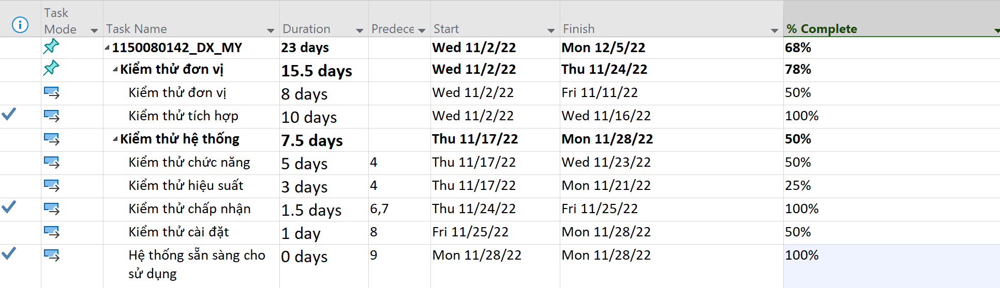 Task Mode Task Name Duration Predece Start Finish % Complete
1150080142_DX_MY 23 days Wed 11/2/22 Mon 12/5/22 68%
Kiểm thử đơn vị 15.5 days Wed 11/2/22 Thu 11/24/22 78%
Kiểm thử đơn vị 8 days Wed 11/2/22 Fri 11/11/22 50%
Kiểm thử tích hợp 10 days Wed 11/2/22 Wed 11/16/22 100%
Kiểm thử hệ thống 7.5 days Thu 11/17/22 Mon 11/28/22 50%
Kiểm thử chức năng 5 days 4 Thu 11/17/22 Wed 11/23/22 50%
Kiểm thử hiệu suất 3 days 4 Thu 11/17/22 Mon 11/21/22 25%
Kiểm thử chấp nhận 1.5 days 6,7 Thu 11/24/22 Fri 11/25/22 100%
Kiểm thử cài đặt 1 day 8 Fri 11/25/22 Mon 11/28/22 50%
Hệ thống sẵn sàng cho sử dụng 0 days 9 Mon 11/28/22 Mon 11/28/22 100%